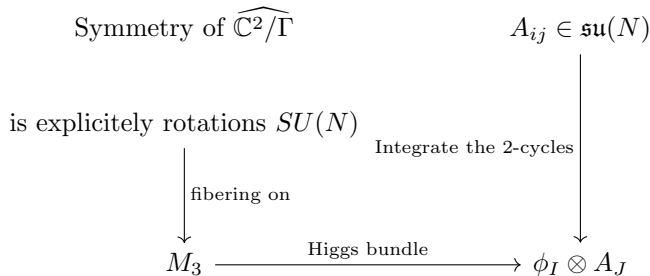 Symmetry of $\widehat{\mathbb{C}^2/\Gamma}$
$A_{ij} \in \mathfrak{su}(N)$
is explicitely rotations $SU(N)$
Integrate the 2-cycles
fibering on
Higgs bundle
$M_3$
$\phi_I \otimes A_J$